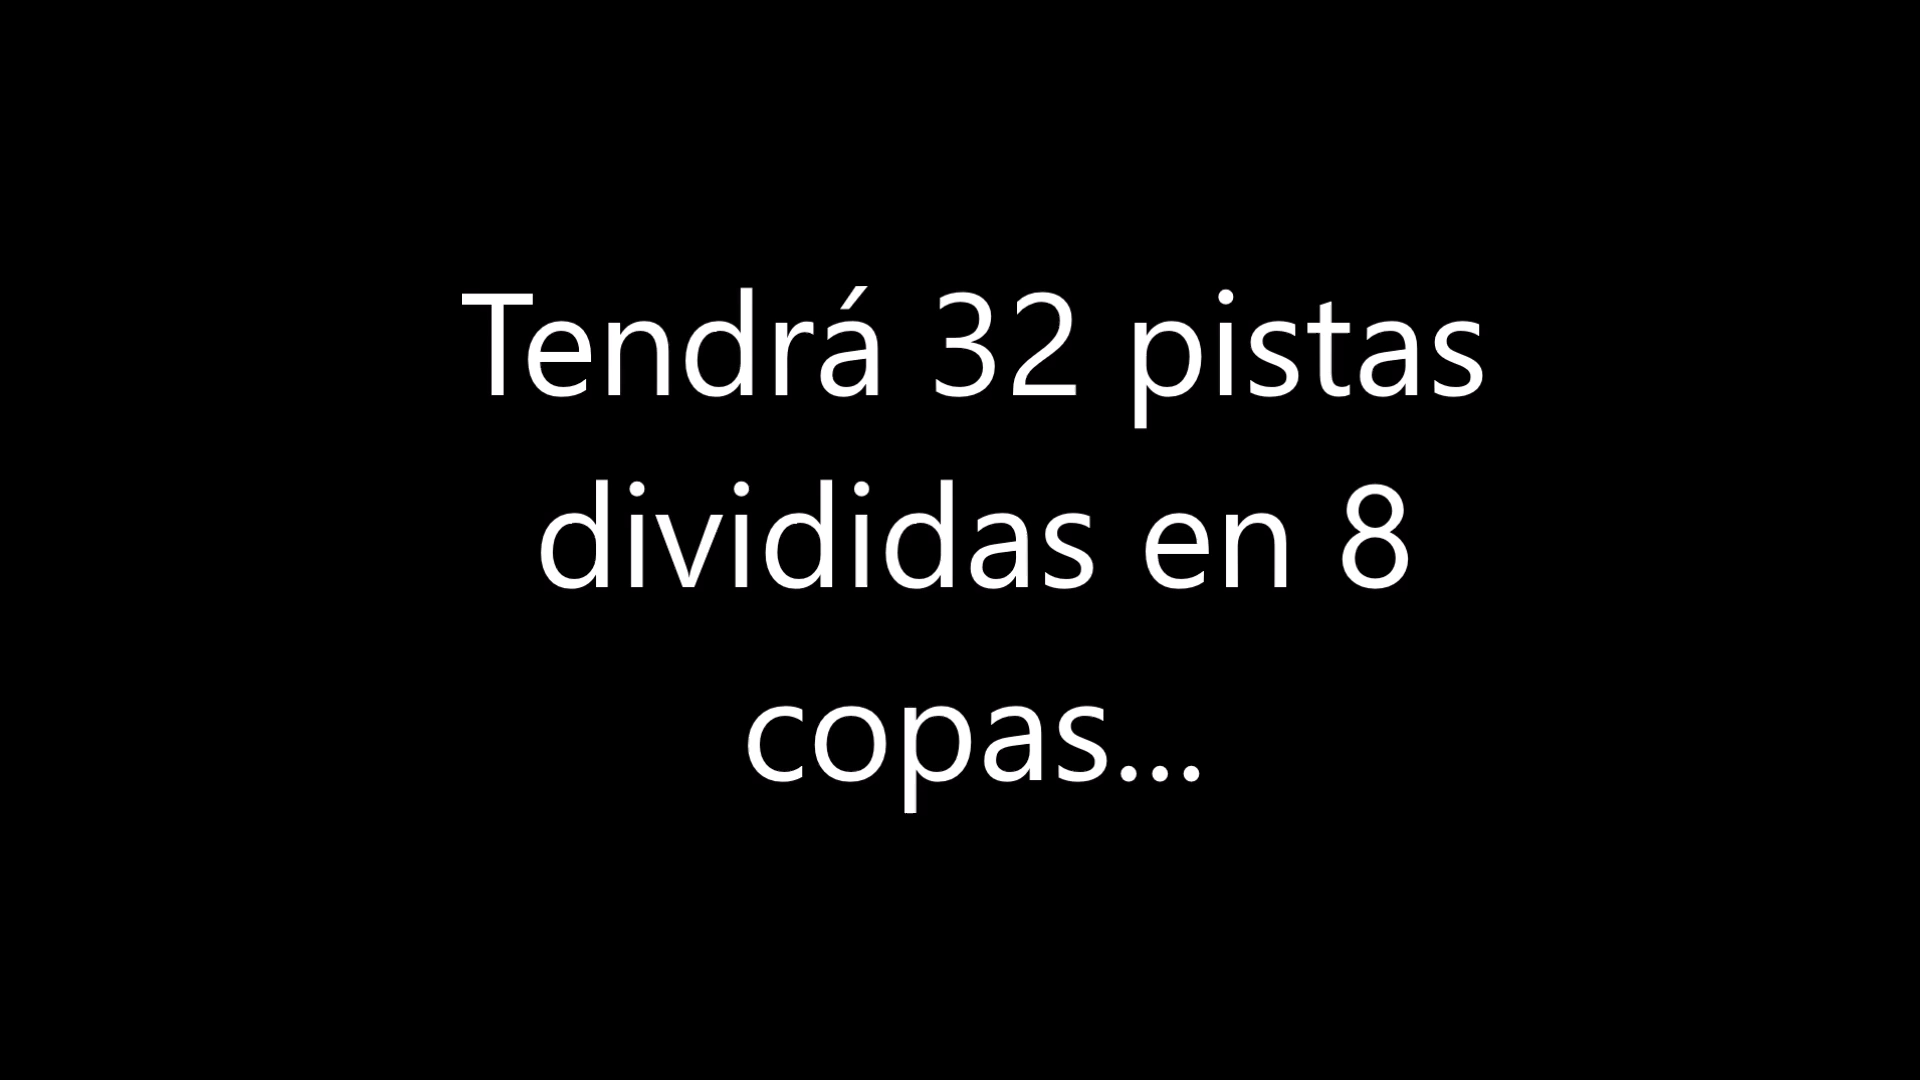 Tendrá 32 pistas
divididas en 8
copas...